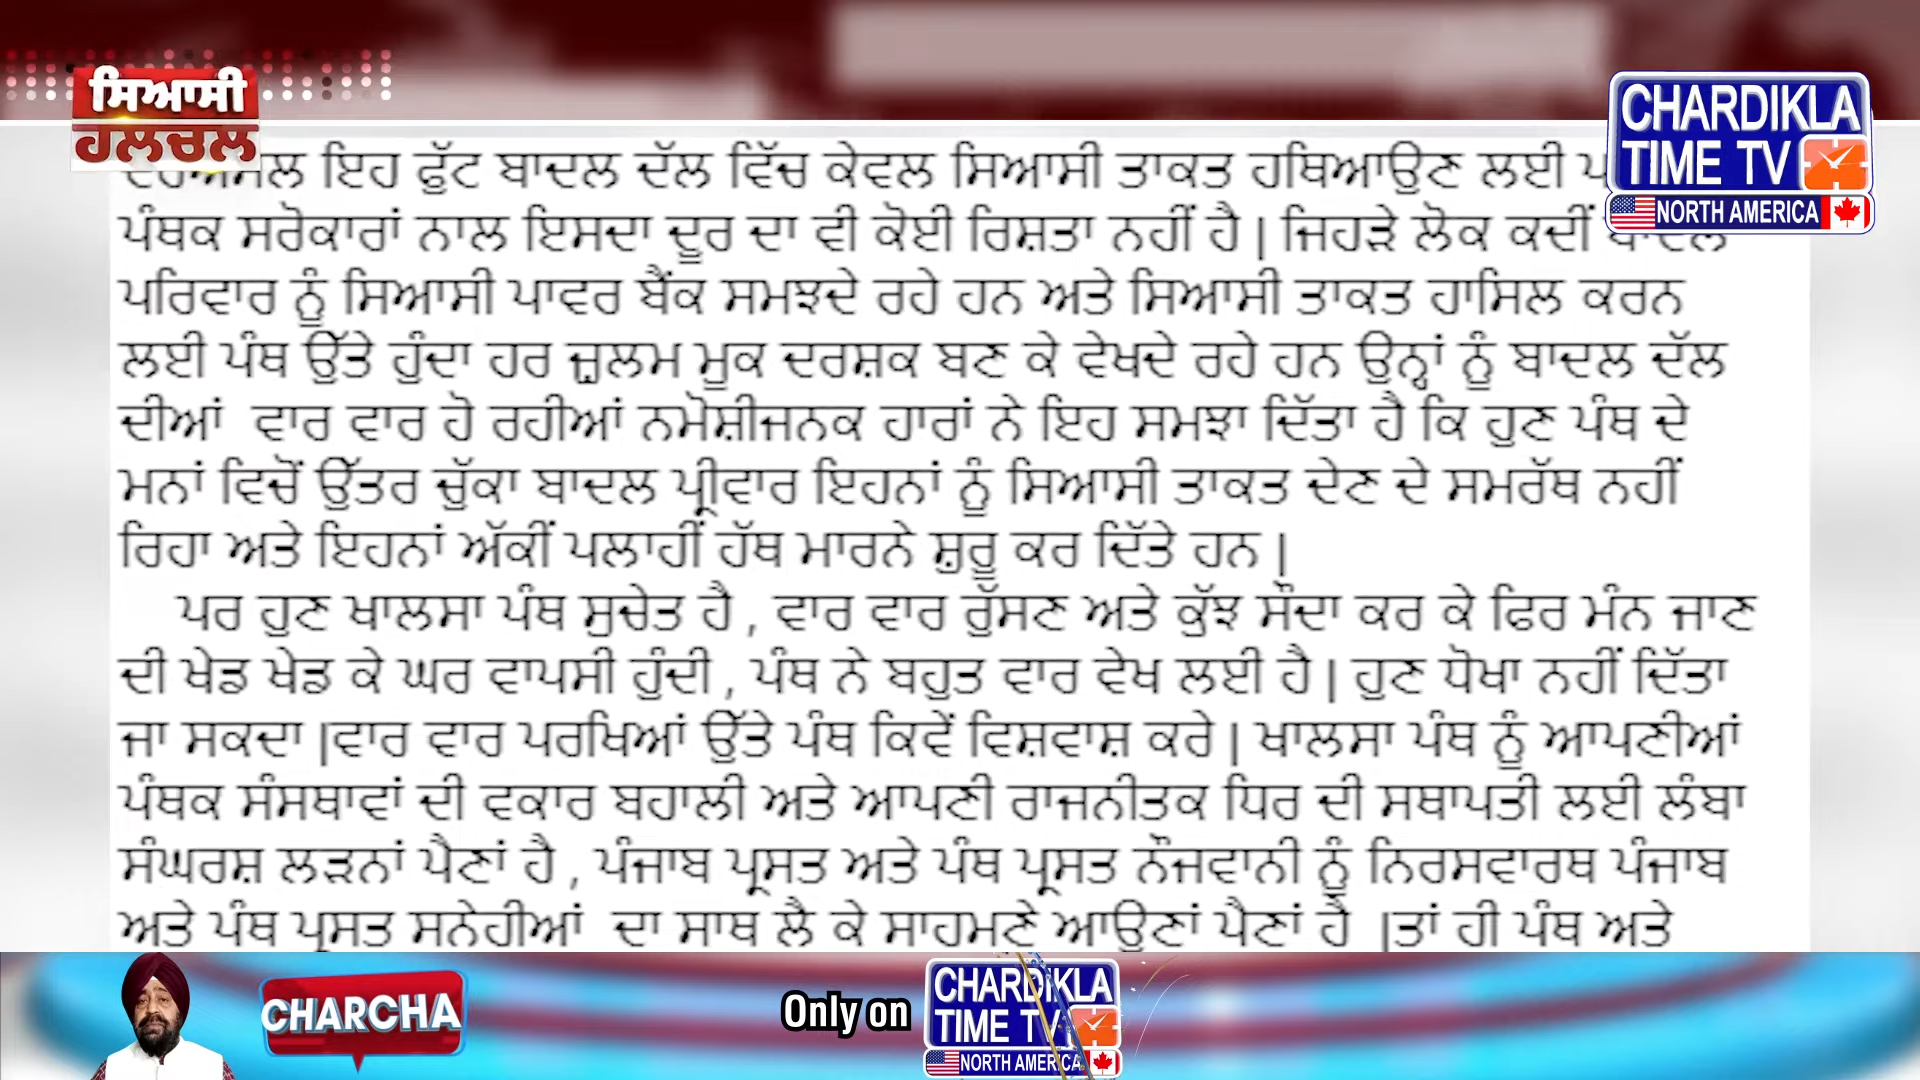 ਸਿਆਸੀ
ਹਲਚਲ
CHARDIKLA
TIME TV
NORTH AMERICA
ਇਹ ਫੁੱਟ ਬਾਦਲ ਦੱਲ ਵਿੱਚ ਕੇਵਲ ਸਿਆਸੀ ਤਾਕਤ ਹਥਿਆਉਣ ਲਈ
ਪੰਥਕ ਸਰੋਕਾਰਾਂ ਨਾਲ ਇਸਦਾ ਦੂਰ ਦਾ ਵੀ ਕੋਈ ਰਿਸ਼ਤਾ ਨਹੀਂ ਹੈ | ਜਿਹੜੇ ਲੋਕ ਕਦੀਂ ਬਾਦਲ
ਪਰਿਵਾਰ ਨੂੰ ਸਿਆਸੀ ਪਾਵਰ ਬੈਂਕ ਸਮਝਦੇ ਰਹੇ ਹਨ ਅਤੇ ਸਿਆਸੀ ਤਾਕਤ ਹਾਸਿਲ ਕਰਨ
ਲਈ ਪੰਥ ਉੱਤੇ ਹੁੰਦਾ ਹਰ ਜ਼ੁਲਮ ਮੂਕ ਦਰਸ਼ਕ ਬਣ ਕੇ ਵੇਖਦੇ ਰਹੇ ਹਨ ਉਨ੍ਹਾਂ ਨੂੰ ਬਾਦਲ ਦੱਲ
ਦੀਆਂ ਵਾਰ ਵਾਰ ਹੋ ਰਹੀਆਂ ਨਮੋਸ਼ੀਜਨਕ ਹਾਰਾਂ ਨੇ ਇਹ ਸਮਝਾ ਦਿੱਤਾ ਹੈ ਕਿ ਹੁਣ ਪੰਥ ਦੇ
ਮਨਾਂ ਵਿਚੋਂ ਉੱਤਰ ਚੁੱਕਾ ਬਾਦਲ ਪ੍ਰੀਵਾਰ ਇਹਨਾਂ ਨੂੰ ਸਿਆਸੀ ਤਾਕਤ ਦੇਣ ਦੇ ਸਮਰੱਥ ਨਹੀਂ
ਰਿਹਾ ਅਤੇ ਇਹਨਾਂ ਅੱਕੀਂ ਪਲਾਹੀਂ ਹੱਥ ਮਾਰਨੇ ਸ਼ੁਰੂ ਕਰ ਦਿੱਤੇ ਹਨ |
ਪਰ ਹੁਣ ਖਾਲਸਾ ਪੰਥ ਸੁਚੇਤ ਹੈ , ਵਾਰ ਵਾਰ ਰੁੱਸਣ ਅਤੇ ਕੁੱਝ ਸੌਦਾ ਕਰ ਕੇ ਫਿਰ ਮੰਨ ਜਾਣ
ਦੀ ਖੇਡ ਖੇਡ ਕੇ ਘਰ ਵਾਪਸੀ ਹੁੰਦੀ , ਪੰਥ ਨੇ ਬਹੁਤ ਵਾਰ ਵੇਖ ਲਈ ਹੈ | ਹੁਣ ਧੋਖਾ ਨਹੀਂ ਦਿੱਤਾ
ਜਾ ਸਕਦਾ |ਵਾਰ ਵਾਰ ਪਰਖਿਆਂ ਉੱਤੇ ਪੰਥ ਕਿਵੇਂ ਵਿਸ਼ਵਾਸ਼ ਕਰੇ | ਖਾਲਸਾ ਪੰਥ ਨੂੰ ਆਪਣੀਆਂ
ਪੰਥਕ ਸੰਸਥਾਵਾਂ ਦੀ ਵਕਾਰ ਬਹਾਲੀ ਅਤੇ ਆਪਣੀ ਰਾਜਨੀਤਕ ਧਿਰ ਦੀ ਸਥਾਪਤੀ ਲਈ ਲੰਬਾ
ਸੰਘਰਸ਼ ਲੜਨਾਂ ਪੈਣਾਂ ਹੈ , ਪੰਜਾਬ ਪ੍ਰਸਤ ਅਤੇ ਪੰਥ ਪ੍ਰਸਤ ਨੌਜਵਾਨੀ ਨੂੰ ਨਿਰਸਵਾਰਥ ਪੰਜਾਬ
ਅਤੇ ਪੰਥ ਪ੍ਰਸਤ ਸਨੇਹੀਆਂ ਦਾ ਸਾਥ ਲੈ ਕੇ ਸਾਹਮਣੇ ਆਉਣਾਂ ਪੈਣਾਂ ਹੈ |ਤਾਂ ਹੀ ਪੰਥ ਅਤੇ
CHARCHA
Only on
CHARDIKLA
TIME TV
NORTH AMERICA